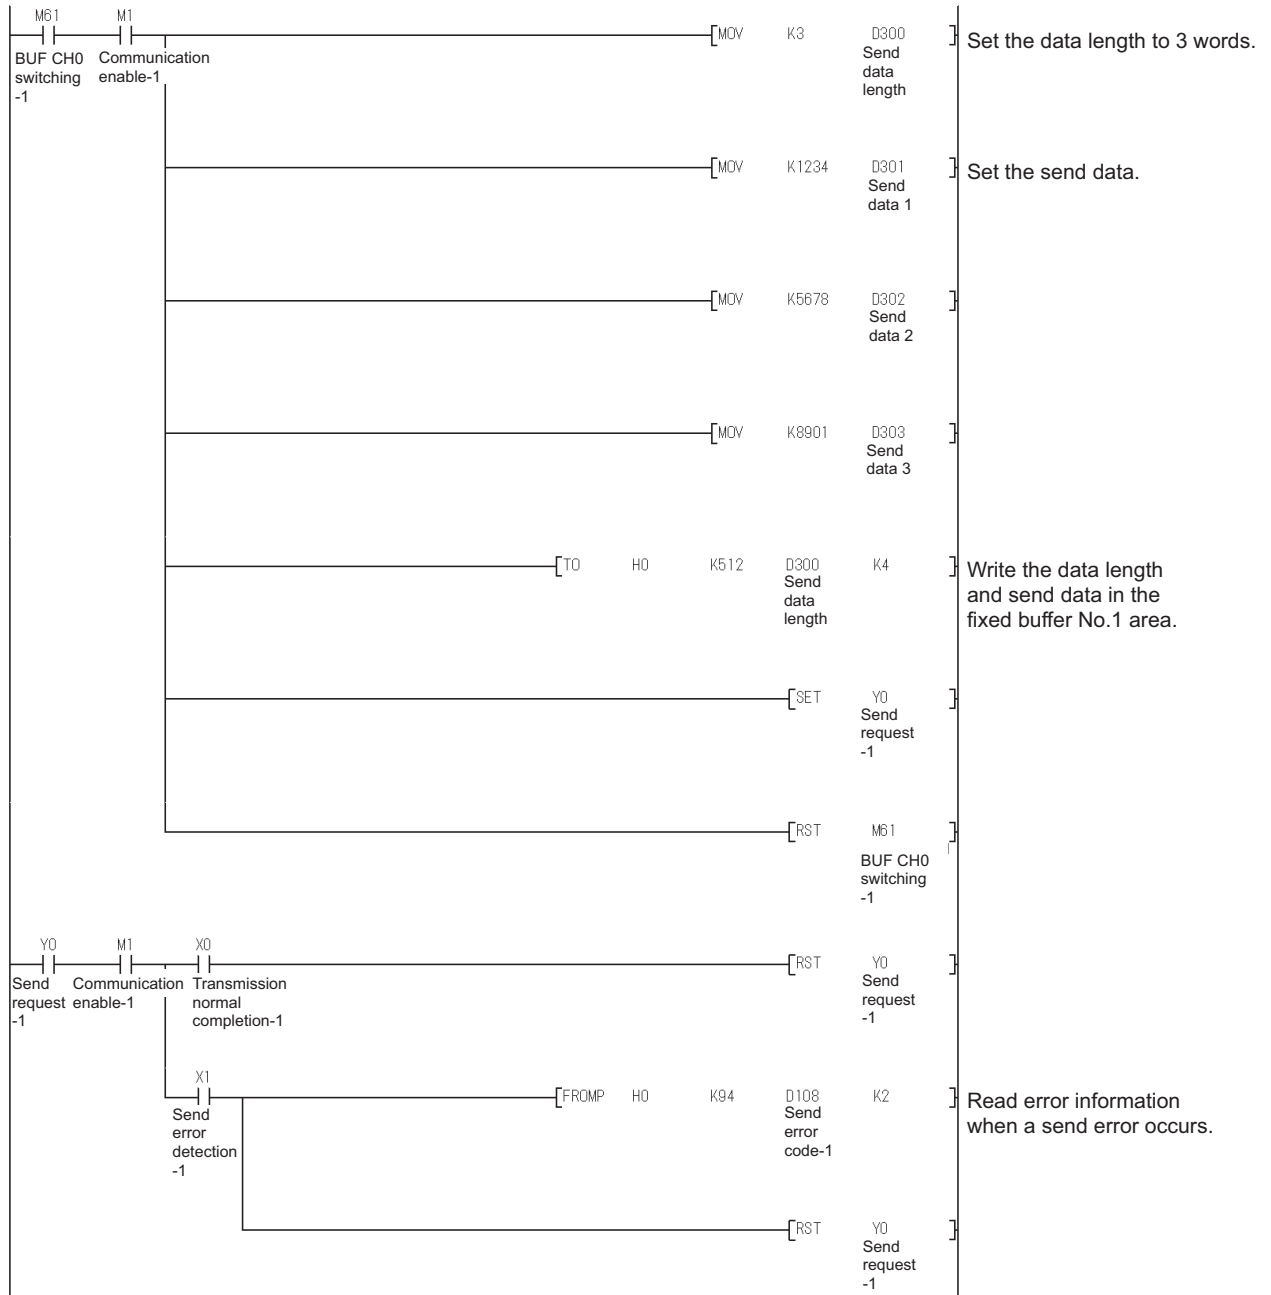 M61 M1
[MOV K3 D300 ]
BUF CH0 switching -1
Communication enable-1
Send data length
Set the data length to 3 words.
[MOV K1234 D301 ]
Send data 1
Set the send data.
[MOV K5678 D302 ]
Send data 2
[MOV K8901 D303 ]
Send data 3
[TO H0 K512 D300 K4 ]
Send data length
Write the data length
and send data in the
fixed buffer No.1 area.
[SET Y0 ]
Send request -1
[RST M61 ]
BUF CH0 switching -1
Y0 M1 X0
[RST Y0 ]
Send request -1
Communication enable-1
Transmission normal completion-1
Send request -1
X1
[FROMP H0 K94 D108 K2 ]
Send error detection -1
Send error code-1
Read error information
when a send error occurs.
[RST Y0 ]
Send request -1